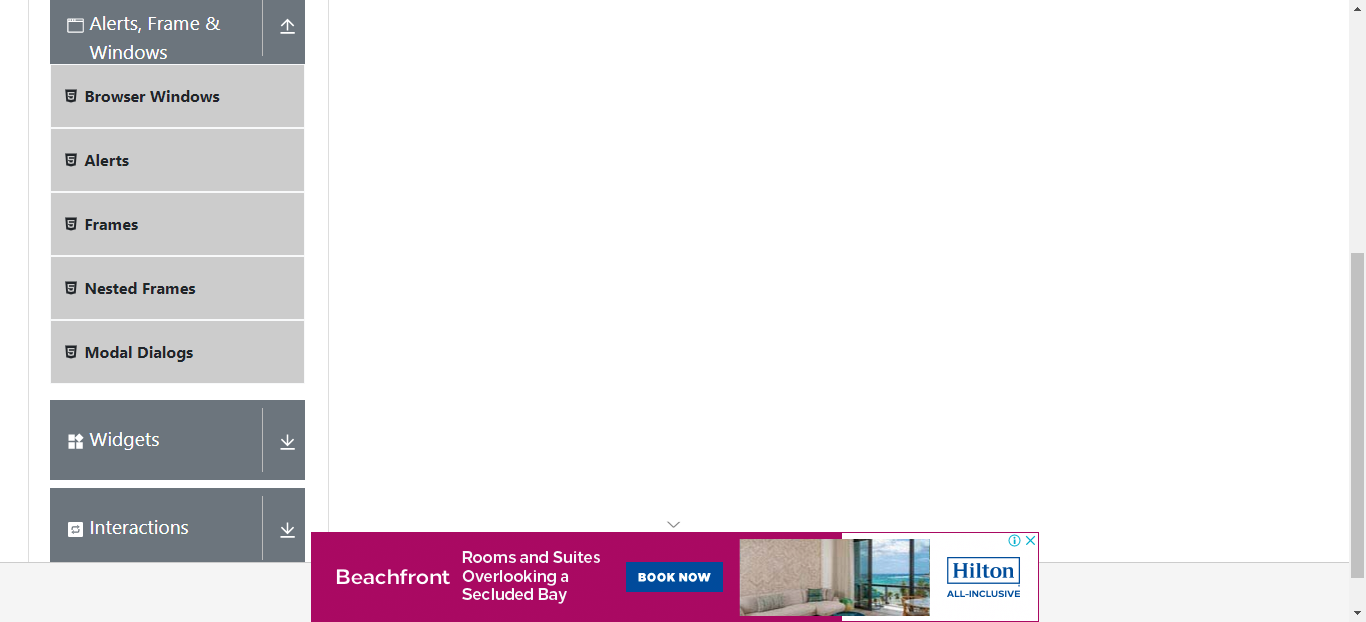 Alerts, Frame &
Windows
Browser Windows
Alerts
Frames
Nested Frames
Modal Dialogs
Widgets
Interactions
Beachfront
Rooms and Suites
Overlooking a
Secluded Bay
BOOK NOW
Hilton
ALL-INCLUSIVE